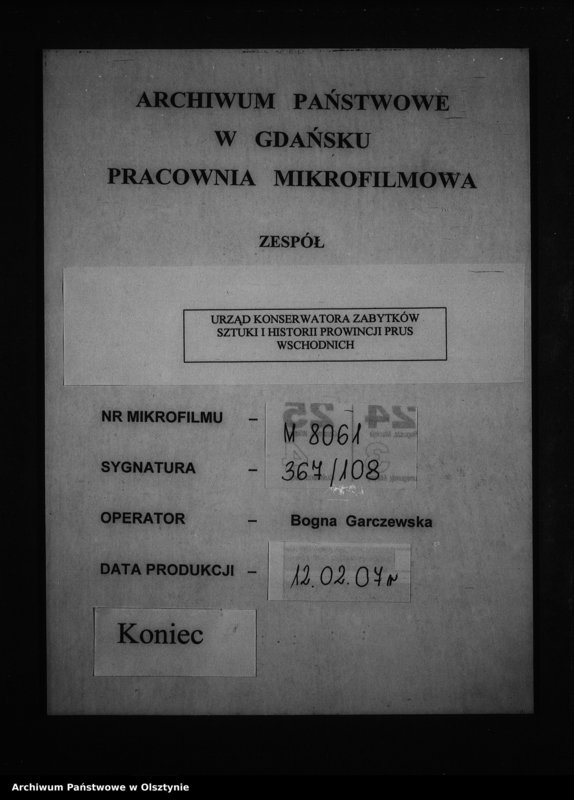 ARCHIWUM PAŃSTWOWE
W GDAŃSKU
PRACOWNIA MIKROFILMOWA
ZESPÓŁ
URZĄD KONSERWATORA ZABYTKÓW
SZTUKI I HISTORII PROWINCJI PRUS
WSCHODNICH
NR MIKROFILMU – M 8061
SYGNATURA – 367/108
OPERATOR – Bogna Garczewska
DATA PRODUKCJI – 12.02.07r
Koniec
Archiwum Państwowe w Olsztynie